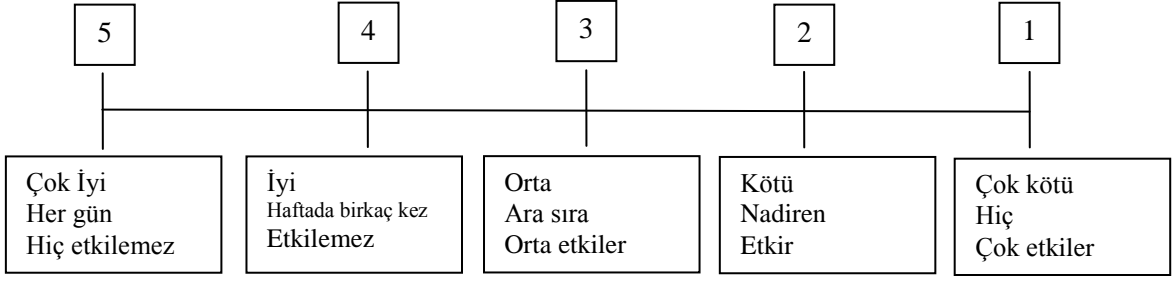 5
4
3
2
1
Çok İyi
Her gün
Hiç etkilemez
İyi
Haftada birkaç kez
Etkilemez
Orta
Ara sıra
Orta etkiler
Kötü
Nadiren
Etkir
Çok kötü
Hiç
Çok etkiler